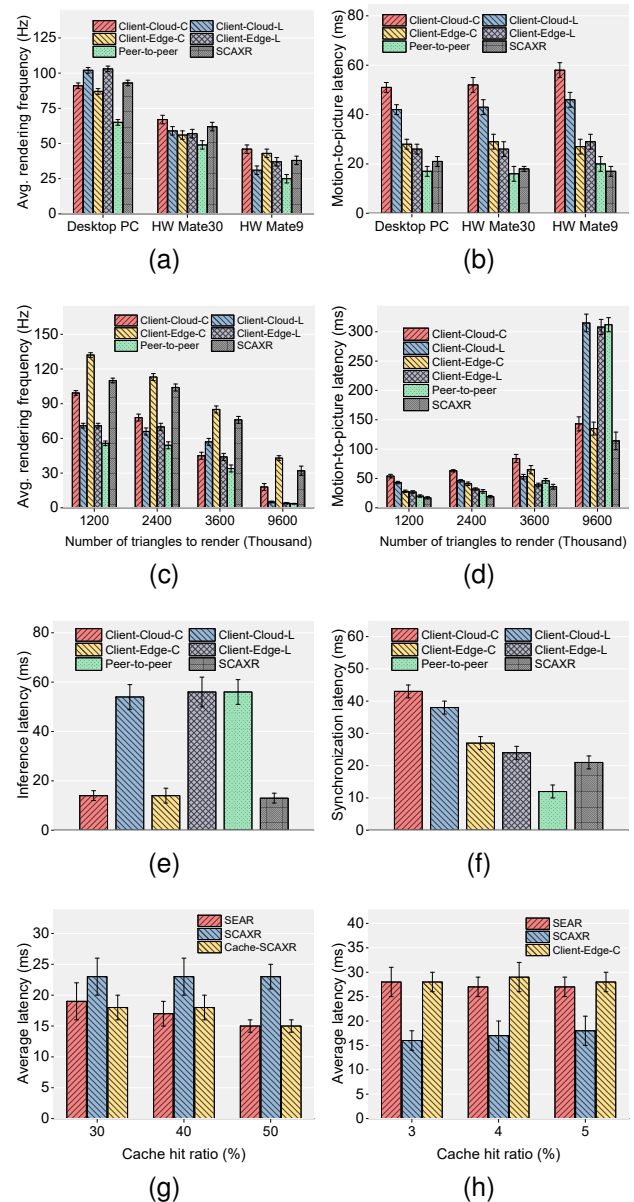 Client-Cloud-C Client-Cloud-L
Client-Edge-C Client-Edge-L
Peer-to-peer SCAXR
Avg. rendering frequency (Hz)
125
100
75
50
25
0
Desktop PC HW Mate30 HW Mate9
(a)
Client-Cloud-C Client-Cloud-L
Client-Edge-C Client-Edge-L
Peer-to-peer SCAXR
Motion-to-picture latency (ms)
80
60
40
20
0
Desktop PC HW Mate30 HW Mate9
(b)
Client-Cloud-C Client-Cloud-L
Client-Edge-C Client-Edge-L
Peer-to-peer SCAXR
Avg. rendering frequency (Hz)
150
120
90
60
30
0
1200 2400 3600 9600
Number of triangles to render (Thousand)
(c)
Client-Cloud-C
Client-Cloud-L
Client-Edge-C
Client-Edge-L
Peer-to-peer
SCAXR
Motion-to-picture latency (ms)
300
250
200
150
100
50
0
1200 2400 3600 9600
Number of triangles to render (Thousand)
(d)
Client-Cloud-C Client-Cloud-L
Client-Edge-C Client-Edge-L
Peer-to-peer SCAXR
Inference latency (ms)
80
60
40
20
0
(e)
Client-Cloud-C Client-Cloud-L
Client-Edge-C Client-Edge-L
Peer-to-peer SCAXR
Synchronization latency (ms)
60
50
40
30
20
10
0
(f)
SEAR
SCAXR
Cache-SCAXR
Average latency (ms)
30
25
20
15
10
5
0
30 40 50
Cache hit ratio (%)
(g)
SEAR
SCAXR
Client-Edge-C
Average latency (ms)
40
35
30
25
20
15
10
5
0
3 4 5
Cache hit ratio (%)
(h)